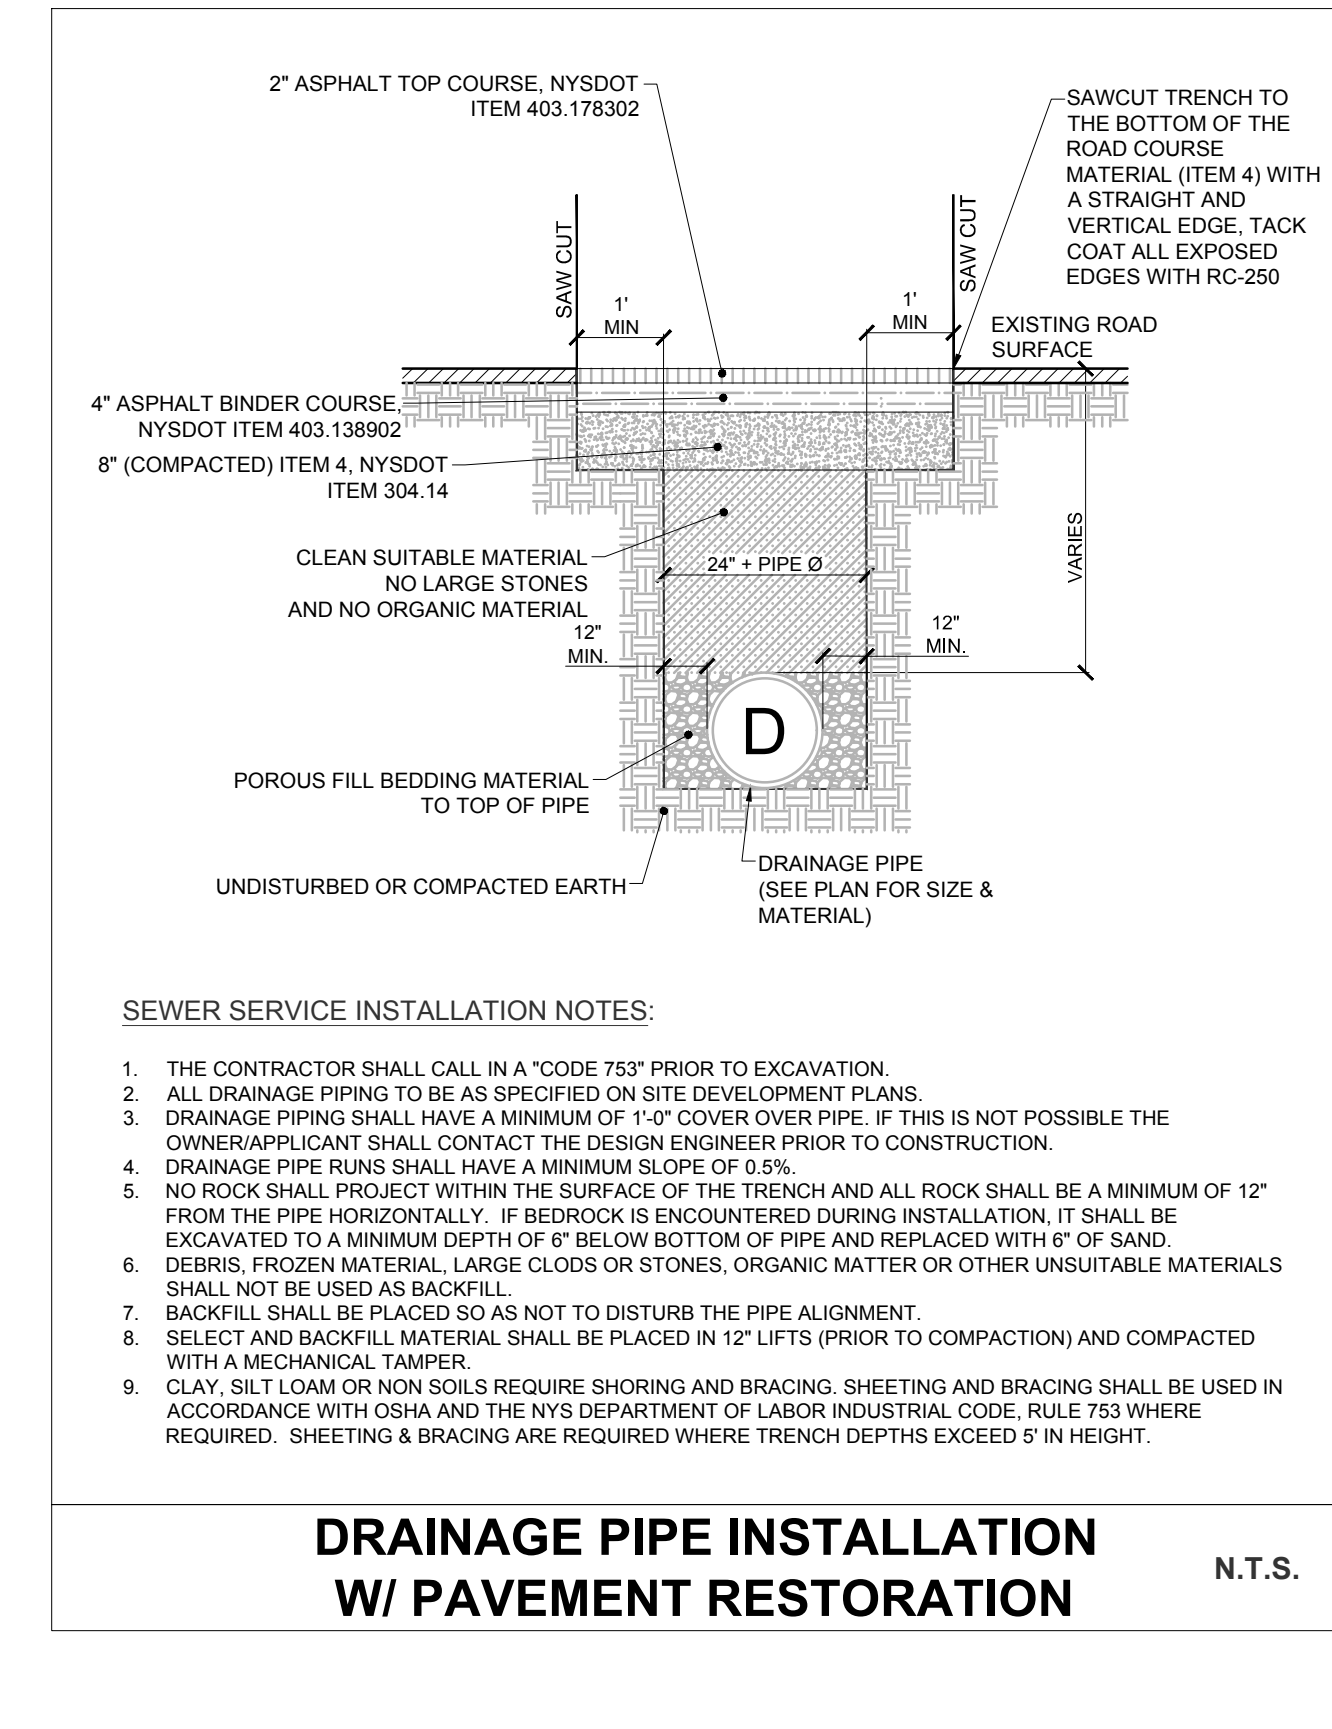 2" ASPHALT TOP COURSE, NYSDOT
ITEM 403.178302
SAWCUT TRENCH TO
THE BOTTOM OF THE
ROAD COURSE
MATERIAL (ITEM 4) WITH
A STRAIGHT AND
VERTICAL EDGE, TACK
COAT ALL EXPOSED
EDGES WITH RC-250
SAW CUT
SAW CUT
1'
MIN
1'
MIN
EXISTING ROAD
SURFACE
4" ASPHALT BINDER COURSE,
NYSDOT ITEM 403.138902
8" (COMPACTED) ITEM 4, NYSDOT
ITEM 304.14
CLEAN SUITABLE MATERIAL
NO LARGE STONES
AND NO ORGANIC MATERIAL
24" + PIPE Ø
VARIES
12"
MIN.
12"
MIN.
D
POROUS FILL BEDDING MATERIAL
TO TOP OF PIPE
UNDISTURBED OR COMPACTED EARTH
DRAINAGE PIPE
(SEE PLAN FOR SIZE &
MATERIAL)
SEWER SERVICE INSTALLATION NOTES:
1. THE CONTRACTOR SHALL CALL IN A "CODE 753" PRIOR TO EXCAVATION.
2. ALL DRAINAGE PIPING TO BE AS SPECIFIED ON SITE DEVELOPMENT PLANS.
3. DRAINAGE PIPING SHALL HAVE A MINIMUM OF 1'-0" COVER OVER PIPE. IF THIS IS NOT POSSIBLE THE
OWNER/APPLICANT SHALL CONTACT THE DESIGN ENGINEER PRIOR TO CONSTRUCTION.
4. DRAINAGE PIPE RUNS SHALL HAVE A MINIMUM SLOPE OF 0.5%.
5. NO ROCK SHALL PROJECT WITHIN THE SURFACE OF THE TRENCH AND ALL ROCK SHALL BE A MINIMUM OF 12"
FROM THE PIPE HORIZONTALLY. IF BEDROCK IS ENCOUNTERED DURING INSTALLATION, IT SHALL BE
EXCAVATED TO A MINIMUM DEPTH OF 6" BELOW BOTTOM OF PIPE AND REPLACED WITH 6" OF SAND.
6. DEBRIS, FROZEN MATERIAL, LARGE CLODS OR STONES, ORGANIC MATTER OR OTHER UNSUITABLE MATERIALS
SHALL NOT BE USED AS BACKFILL.
7. BACKFILL SHALL BE PLACED SO AS NOT TO DISTURB THE PIPE ALIGNMENT.
8. SELECT AND BACKFILL MATERIAL SHALL BE PLACED IN 12" LIFTS (PRIOR TO COMPACTION) AND COMPACTED
WITH A MECHANICAL TAMPER.
9. CLAY, SILT LOAM OR NON SOILS REQUIRE SHORING AND BRACING. SHEETING AND BRACING SHALL BE USED IN
ACCORDANCE WITH OSHA AND THE NYS DEPARTMENT OF LABOR INDUSTRIAL CODE, RULE 753 WHERE
REQUIRED. SHEETING & BRACING ARE REQUIRED WHERE TRENCH DEPTHS EXCEED 5' IN HEIGHT.
DRAINAGE PIPE INSTALLATION
W/ PAVEMENT RESTORATION
N.T.S.